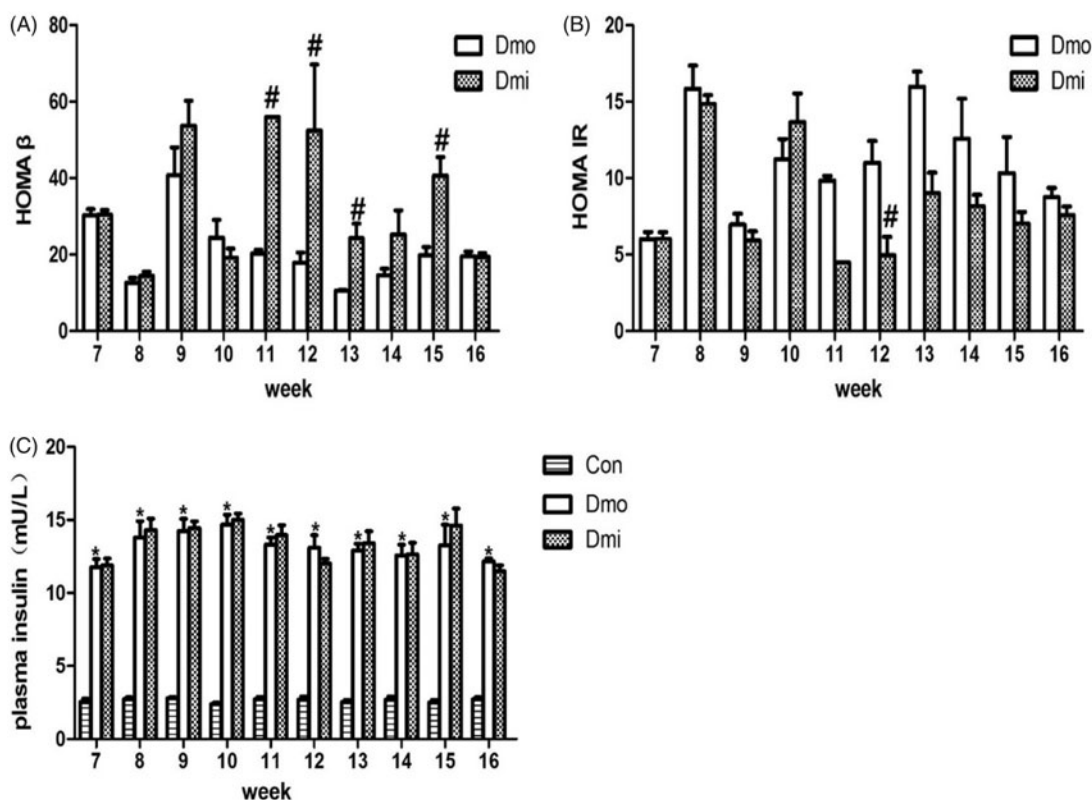 (A)
80
60
40
20
0
HOMA β
# # # #
7 8 9 10 11 12 13 14 15 16
week
Dmo
Dmi
(B)
20
15
10
5
0
HOMA IR
#
7 8 9 10 11 12 13 14 15 16
week
Dmo
Dmi
(C)
20
15
10
5
0
plasma insulin（mU/L）
* * * * * * * * * *
7 8 9 10 11 12 13 14 15 16
week
Con
Dmo
Dmi